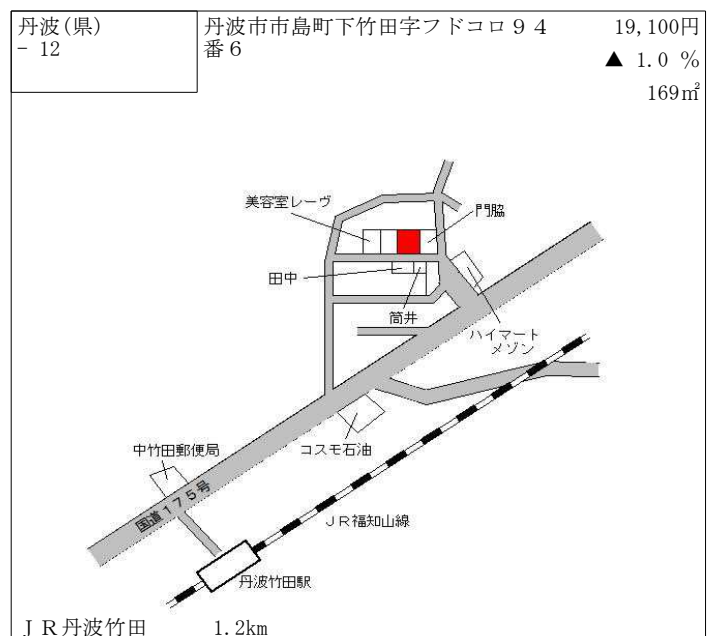 丹波(県)
- 12
丹波市市島町下竹田字フドコロ９４
番６
19,100円
▲ 1.0 %
169㎡
美容室レーヴ
門脇
田中
筒井
ハイマート
メゾン
中竹田郵便局
コスモ石油
国道１７５号
ＪＲ福知山線
丹波竹田駅
ＪＲ丹波竹田 1.2km